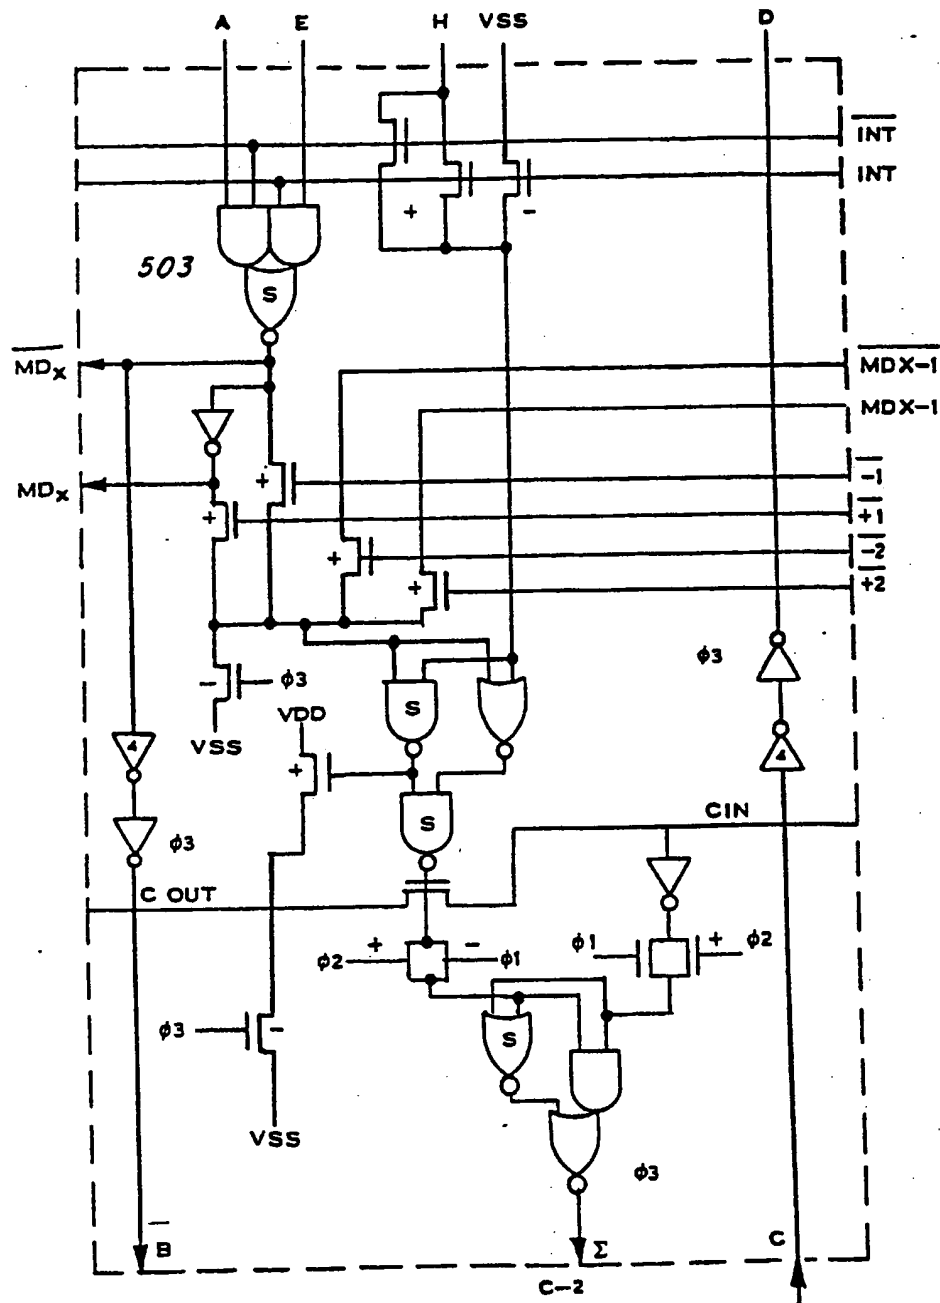 A E H VSS D
INT
INT
+ -
503
S
MDx
MDX-1
MDX-1
+ -1
MDx
+ +1
+ -2
+ +2
- φ3
φ3
S
VSS
VDD
4
+
4
S
CIN
φ3
C OUT
φ2 + - φ1
φ1 + φ2
φ3 -
S
VSS
φ3
B Σ C
C-2